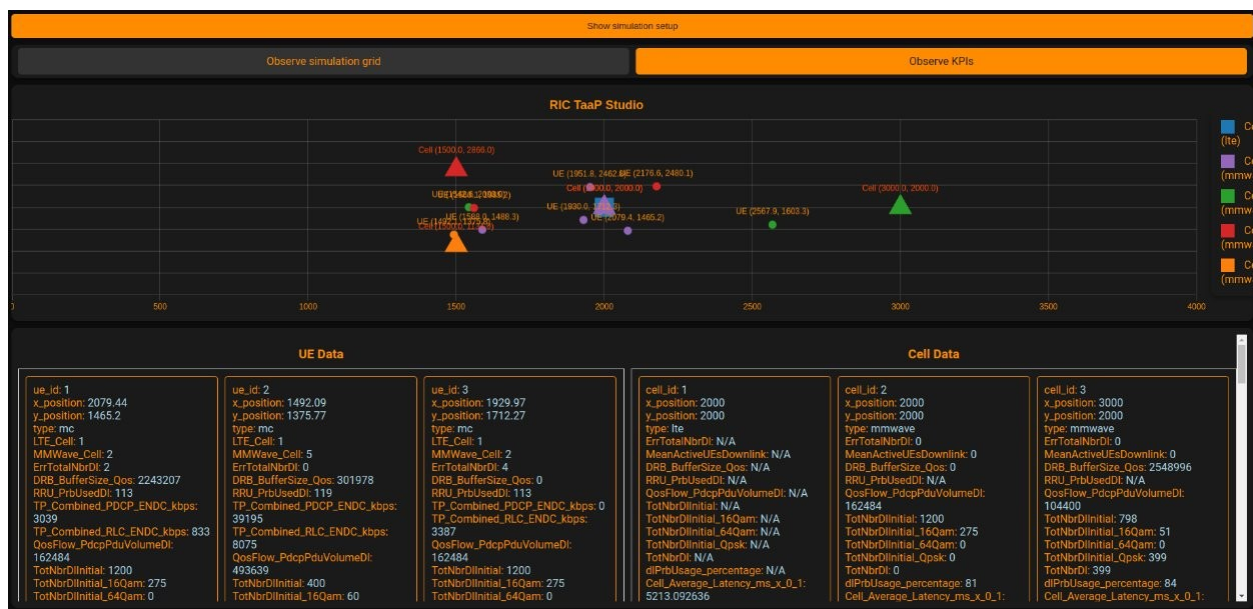 Show simulation setup
Observe simulation grid
Observe KPIs
RIC TaaP Studio
Cell (1500.0, 2866.0)
UE (1951.8, 2462.
UE (2176.6, 2480.1)
2000.0)
Cell (3000.0, 2000.0)
UE (1930.0,
UE (2567.9, 1603.3)
1488.3)
1465.2)
500
1000
1500
2000
2500
3000
3500
4000
(lte)
(mmw
(mmw
(mmw
(mmw
UE Data
ue_id: 1
x_position: 2079.44
y_position: 1465.2
type: mc
LTE_Cell: 1
MMWave_Cell: 2
ErrTotalNbrDl: 2
DRB_BufferSize_Qos: 2243207
RRU_PrbUsedDl: 113
TP_Combined_PDCP_ENDC_kbps:
3039
TP_Combined_RLC_ENDC_kbps: 833
QosFlow_PdcpPduVolumeDl:
162484
TotNbrDlInitial: 1200
TotNbrDlInitial_16Qam: 275
TotNbrDlInitial_64Qam: 0
ue_id: 2
x_position: 1492.09
y_position: 1375.77
type: mc
LTE_Cell: 1
MMWave_Cell: 5
ErrTotalNbrDl: 0
DRB_BufferSize_Qos: 301978
RRU_PrbUsedDl: 119
TP_Combined_PDCP_ENDC_kbps:
39195
TP_Combined_RLC_ENDC_kbps:
8075
QosFlow_PdcpPduVolumeDl:
493639
TotNbrDlInitial: 400
TotNbrDlInitial_16Qam: 60
ue_id: 3
x_position: 1929.97
y_position: 1712.27
type: mc
LTE_Cell: 1
MMWave_Cell: 2
ErrTotalNbrDl: 4
DRB_BufferSize_Qos: 0
RRU_PrbUsedDl: 113
TP_Combined_PDCP_ENDC_kbps: 0
TP_Combined_RLC_ENDC_kbps:
3387
QosFlow_PdcpPduVolumeDl:
162484
TotNbrDlInitial: 1200
TotNbrDlInitial_16Qam: 275
TotNbrDlInitial_64Qam: 0
Cell Data
cell_id: 1
x_position: 2000
y_position: 2000
type: lte
ErrTotalNbrDl: N/A
MeanActiveUEsDownlink: N/A
DRB_BufferSize_Qos: N/A
RRU_PrbUsedDl: N/A
QosFlow_PdcpPduVolumeDl: N/A
TotNbrDlInitial: N/A
TotNbrDlInitial_16Qam: N/A
TotNbrDlInitial_64Qam: N/A
TotNbrDlInitial_Qpsk: N/A
TotNbrDl: N/A
dlPrbUsage_percentage: N/A
Cell_Average_Latency_ms_x_0_1:
5213.092636
cell_id: 2
x_position: 2000
y_position: 2000
type: mmwave
ErrTotalNbrDl: 0
MeanActiveUEsDownlink: 0
DRB_BufferSize_Qos: 0
RRU_PrbUsedDl: N/A
QosFlow_PdcpPduVolumeDl:
162484
TotNbrDlInitial: 1200
TotNbrDlInitial_16Qam: 275
TotNbrDlInitial_64Qam: 0
TotNbrDlInitial_Qpsk: 0
TotNbrDl: 0
dlPrbUsage_percentage: 81
Cell_Average_Latency_ms_x_0_1:
cell_id: 3
x_position: 3000
y_position: 2000
type: mmwave
ErrTotalNbrDl: 0
MeanActiveUEsDownlink: 0
DRB_BufferSize_Qos: 2548996
RRU_PrbUsedDl: N/A
QosFlow_PdcpPduVolumeDl:
104400
TotNbrDlInitial: 798
TotNbrDlInitial_16Qam: 51
TotNbrDlInitial_64Qam: 0
TotNbrDlInitial_Qpsk: 399
TotNbrDl: 399
dlPrbUsage_percentage: 84
Cell_Average_Latency_ms_x_0_1: